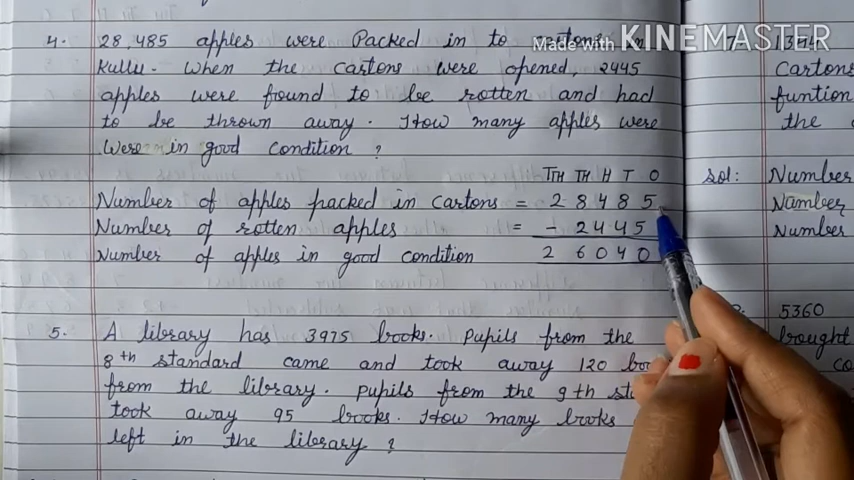 Made with KINEMASTER
4. 28,485 apples were Packed in to cartons
Kullu. When the cartons were opened, 2445
apples were found to be rotten and had
to be thrown away. How many apples were
were in good condition ?
TTH TH H T O
Number of apples packed in cartons = 2 8 4 8 5
Number of rotten apples = - 2 4 4 5
Number of apples in good condition 2 6 0 4 0
5. A library has 3975 books. Pupils from the
8th standard came and took away 120
from the library. pupils from the 9th
took away 95 books. How many books
left in the library ?
Cartons
funtion
the
sol: Number
Number
Number
5360
brought